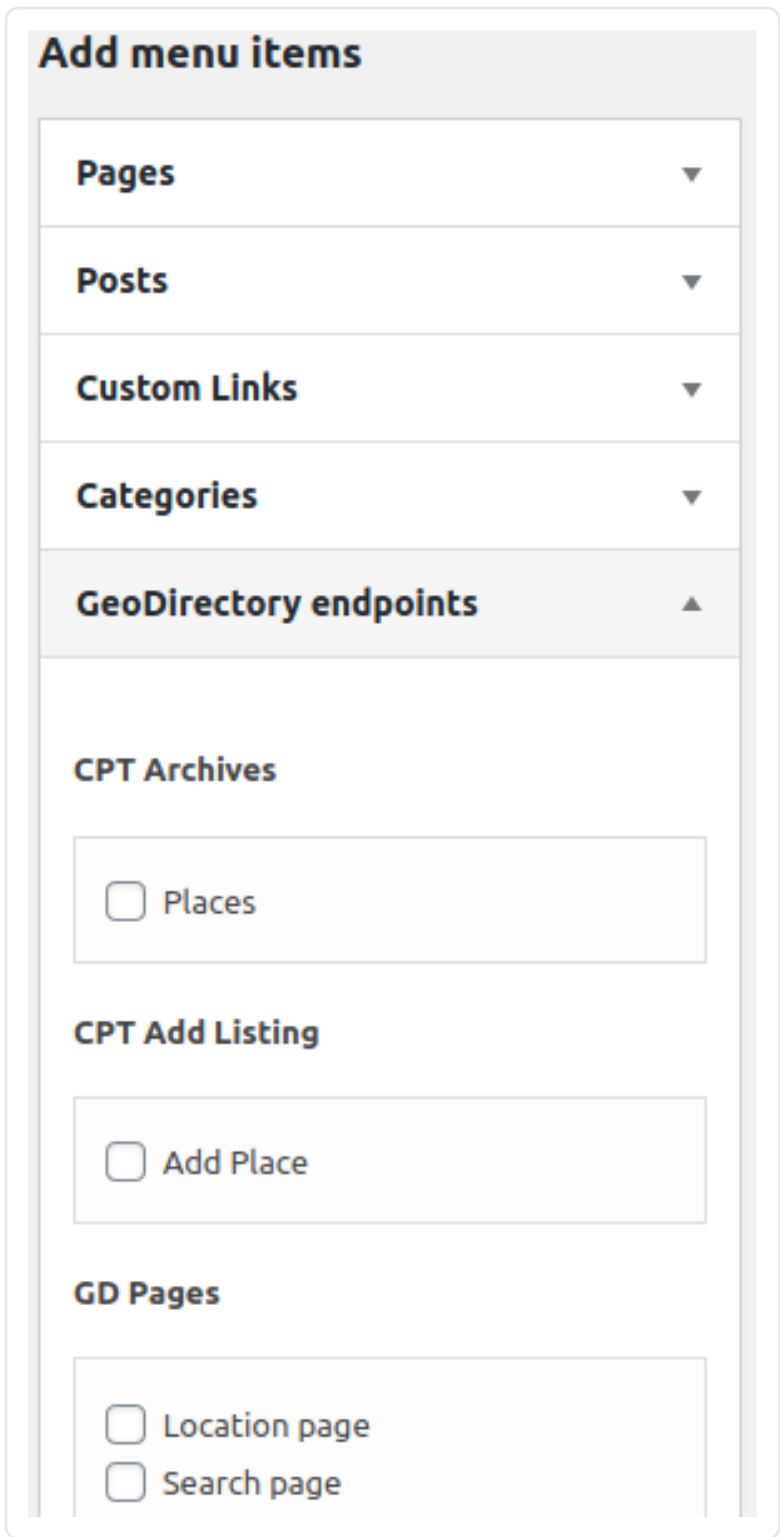 Add menu items
Pages
Posts
Custom Links
Categories
GeoDirectory endpoints
CPT Archives
Places
CPT Add Listing
Add Place
GD Pages
Location page
Search page